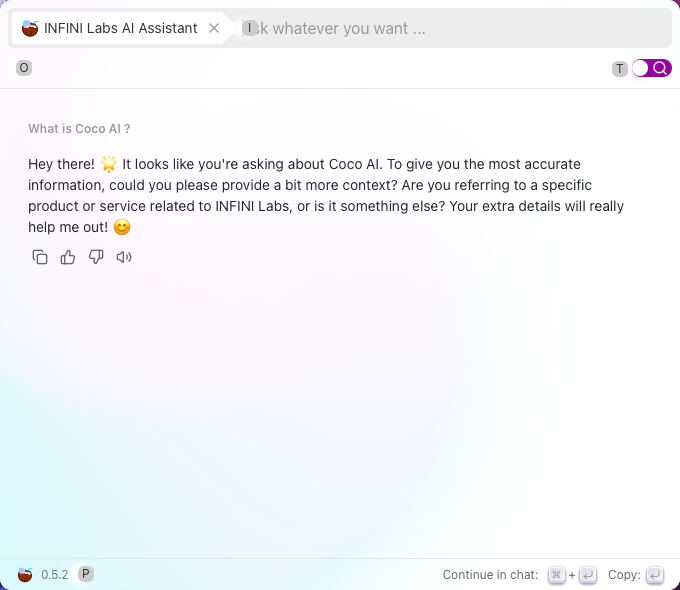 INFINI Labs AI Assistant
I sk whatever you want ...
O
T
What is Coco AI ?
Hey there! 🌟 It looks like you're asking about Coco AI. To give you the most accurate
information, could you please provide a bit more context? Are you referring to a specific
product or service related to INFINI Labs, or is it something else? Your extra details will really
help me out! 😊
0.5.2 P
Continue in chat: ⌘ + ↩ Copy: ↩